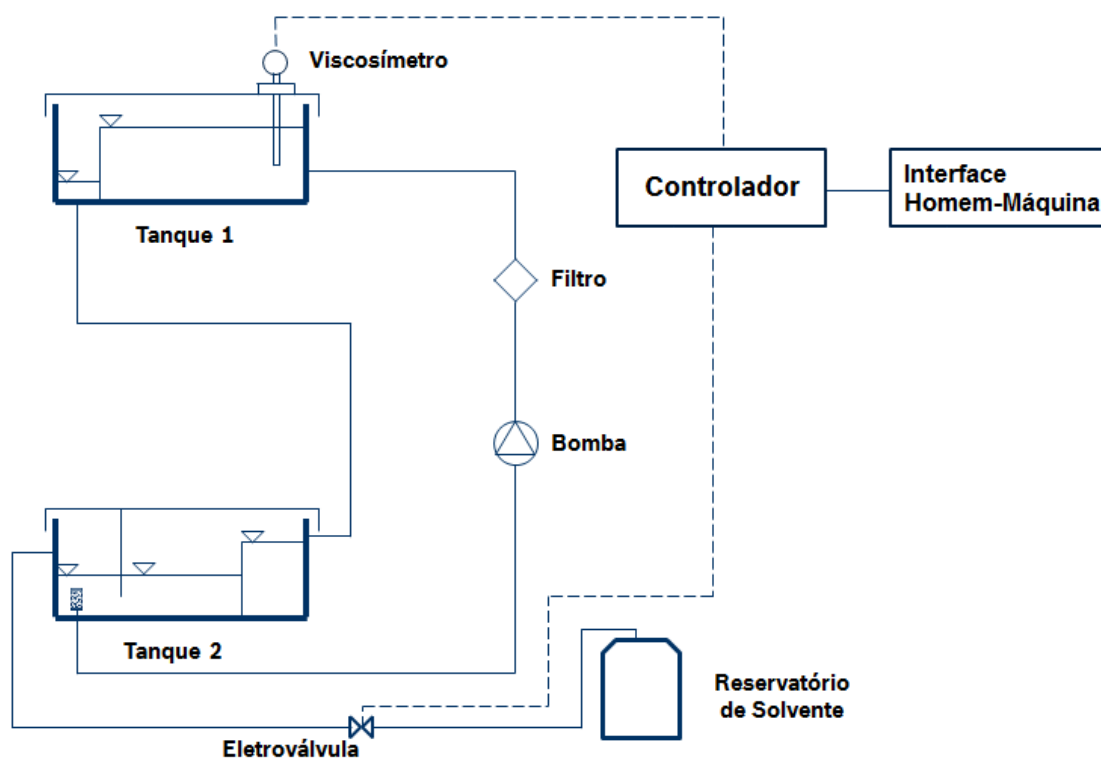 Viscosímetro
Controlador
Interface
Homem-Máquina
Tanque 1
Filtro
Bomba
Tanque 2
Reservatório
de Solvente
Eletroválvula